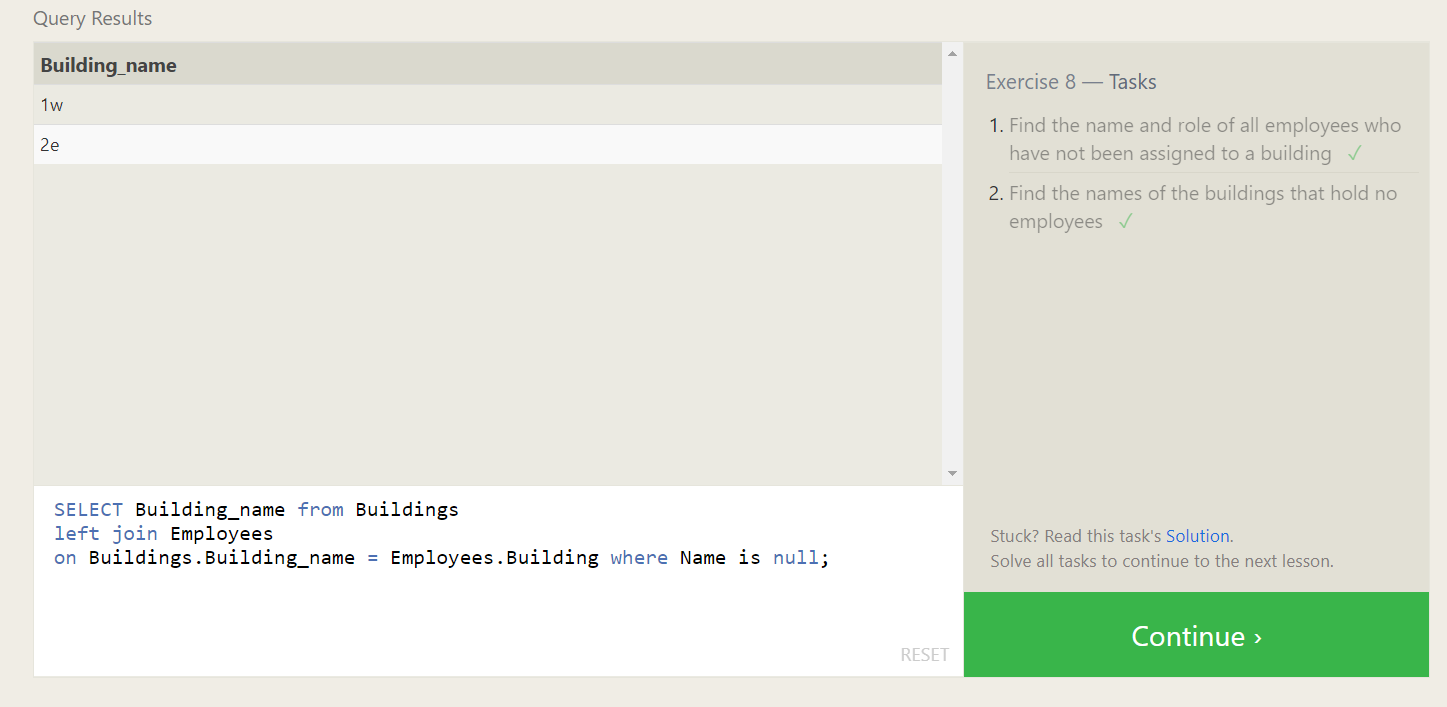 Query Results
Building_name
1w
2e
SELECT Building_name from Buildings
left join Employees
on Buildings.Building_name = Employees.Building where Name is null;
RESET
Exercise 8 — Tasks
1. Find the name and role of all employees who
have not been assigned to a building ✓
2. Find the names of the buildings that hold no
employees ✓
Stuck? Read this task's Solution.
Solve all tasks to continue to the next lesson.
Continue ›